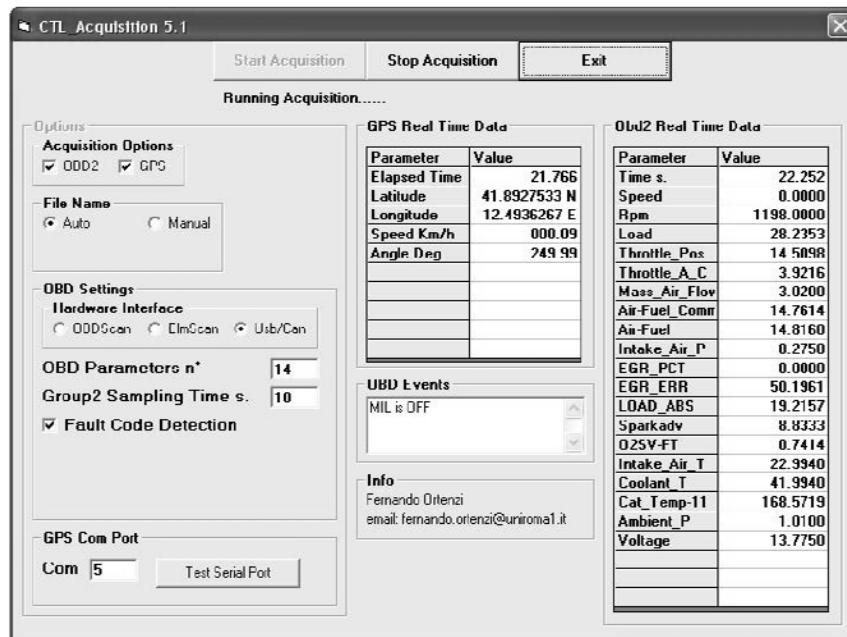 CTL_Acquisition 5.1
Start Acquisition Stop Acquisition Exit
Running Acquisition......
Options
Acquisition Options
OBD2 GPS
File Name
Auto Manual
OBD Settings
Hardware Interface
OBDScan ElmScan Usb/Can
OBD Parameters n° 14
Group2 Sampling Time s. 10
Fault Code Detection
GPS Com Port
Com 5 Test Serial Port
GPS Real Time Data
Parameter Value
Elapsed Time 21.766
Latitude 41.8927533 N
Longitude 12.4936267 E
Speed Km/h 000.09
Angle Deg 249.99
OBD Events
MIL is OFF
Info
Fernando Ortenzi
email: fernando.ortenzi@uniroma1.it
Obd2 Real Time Data
Parameter Value
Time s. 22.252
Speed 0.0000
Rpm 1198.0000
Load 28.2353
Throttle_Pos 14.5098
Throttle_A_C 3.9216
Mass_Air_Flow 3.0200
Air-Fuel_Comm 14.7614
Air-Fuel 14.8160
Intake_Air_P 0.2750
EGR_PCT 0.0000
EGR_ERR 50.1961
LOAD_ABS 19.2157
Sparkadv 8.8333
O2SV-FT 0.7414
Intake_Air_T 22.9940
Coolant_T 41.9940
Cat_Temp-11 168.5719
Ambient_P 1.0100
Voltage 13.7750